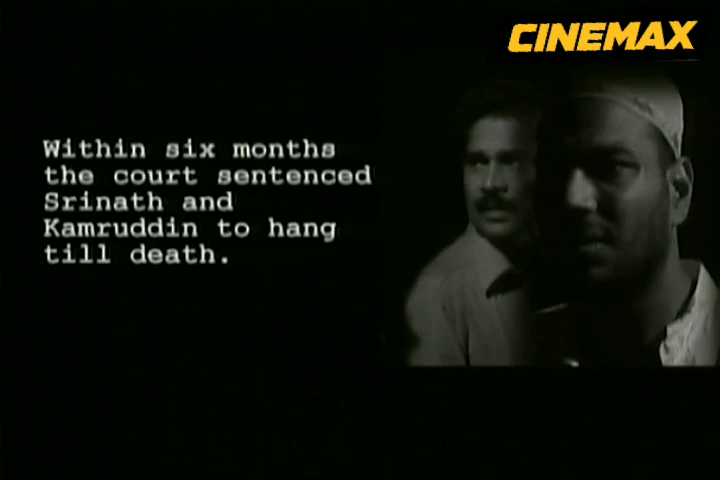 CINEMAX
Within six months
the court sentenced
Srinath and
Kamruddin to hang
till death.